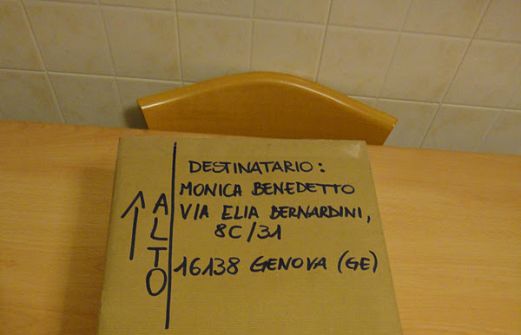 DESTINATARIO:
MONICA BENEDETTO
VIA ELIA BERNARDINI,
8C/31
16138 GENOVA (GE)
ALTO